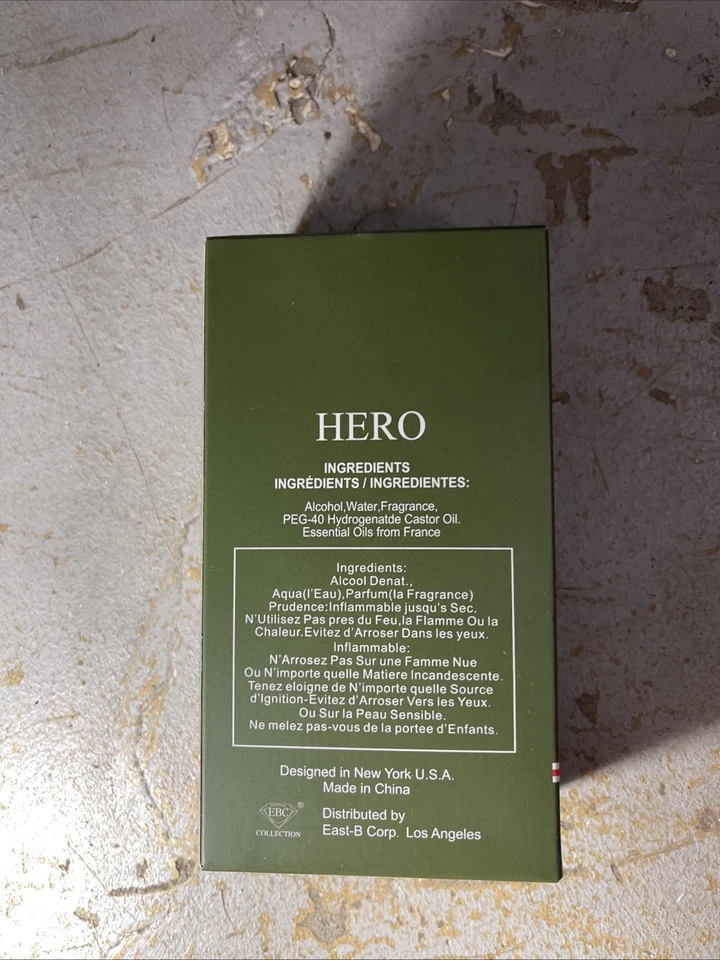 HERO
INGREDIENTS
INGRÉDIENTS / INGREDIENTES:
Alcohol,Water,Fragrance,
PEG-40 Hydrogenatde Castor Oil.
Essential Oils from France
Ingredients:
Alcool Denat.,
Aqua(l'Eau),Parfum(la Fragrance)
Prudence:Inflammable jusqu's Sec.
N'Utilisez Pas pres du Feu,la Flamme Ou la
Chaleur.Evitez d'Arroser Dans les yeux.
Inflammable:
N'Arrosez Pas Sur une Famme Nue
Ou N'importe quelle Matiere Incandescente.
Tenez eloigne de N'importe quelle Source
d'Ignition-Evitez d'Arroser Vers les Yeux.
Ou Sur la Peau Sensible.
Ne melez pas-vous de la portee d'Enfants.
Designed in New York U.S.A.
Made in China
EBC®
COLLECTION
Distributed by
East-B Corp. Los Angeles